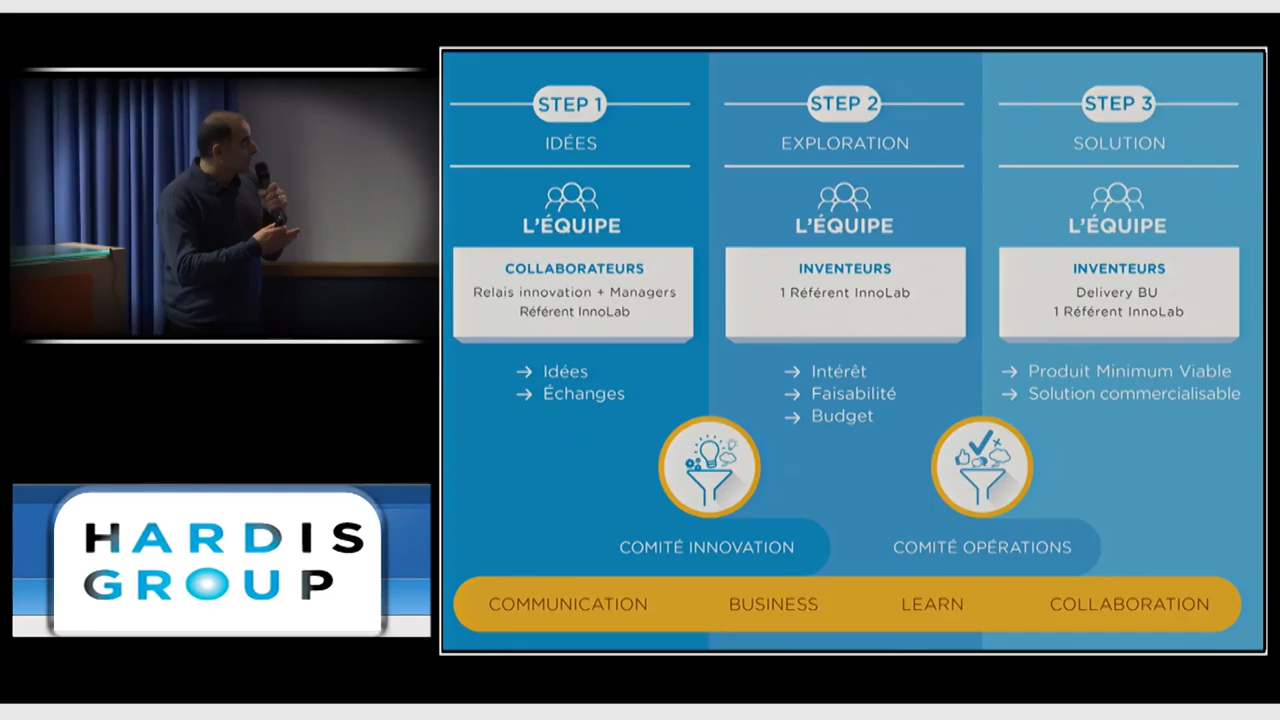 STEP 1
IDÉES
L'ÉQUIPE
COLLABORATEURS
Relais innovation + Managers
Référent InnoLab
→ Idées
→ Échanges
STEP 2
EXPLORATION
L'ÉQUIPE
INVENTEURS
1 Référent InnoLab
→ Intérêt
→ Faisabilité
→ Budget
STEP 3
SOLUTION
L'ÉQUIPE
INVENTEURS
Delivery BU
1 Référent InnoLab
→ Produit Minimum Viable
→ Solution commercialisable
COMITÉ INNOVATION
COMITÉ OPÉRATIONS
COMMUNICATION BUSINESS LEARN COLLABORATION
HARDIS
GROUP